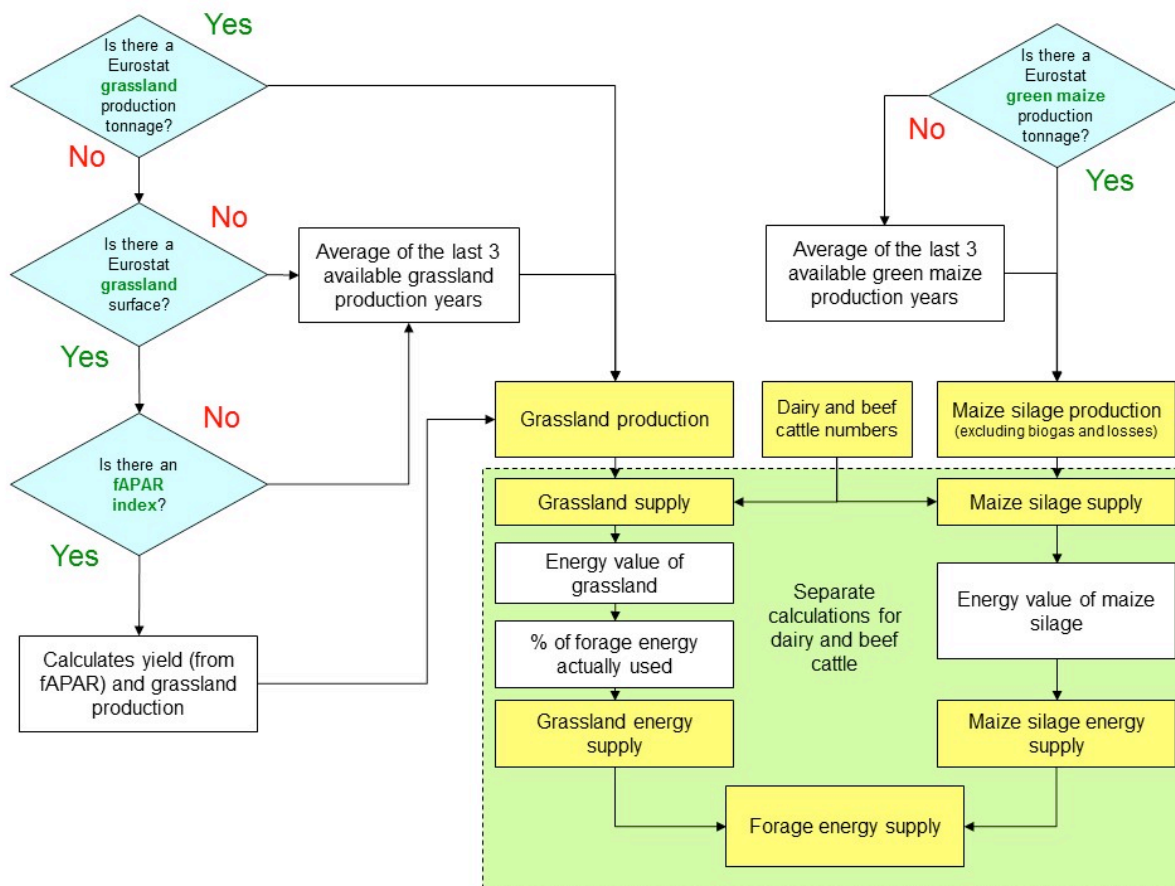 Yes
Is there a
Eurostat
grassland
production
tonnage?
No
Is there a
Eurostat
grassland
surface?
No
Yes
Average of the last 3
available grassland
production years
Is there an
fAPAR
index?
No
Yes
Calculates yield (from
fAPAR) and grassland
production
Is there a
Eurostat
green maize
production
tonnage?
No
Yes
Average of the last 3
available green maize
production years
Grassland production
Dairy and beef
cattle numbers
Maize silage production
(excluding biogas and losses)
Grassland supply
Maize silage supply
Energy value of
grassland
% of forage energy
actually used
Separate
calculations for
dairy and beef
cattle
Energy value of maize
silage
Grassland energy
supply
Maize silage energy
supply
Forage energy supply